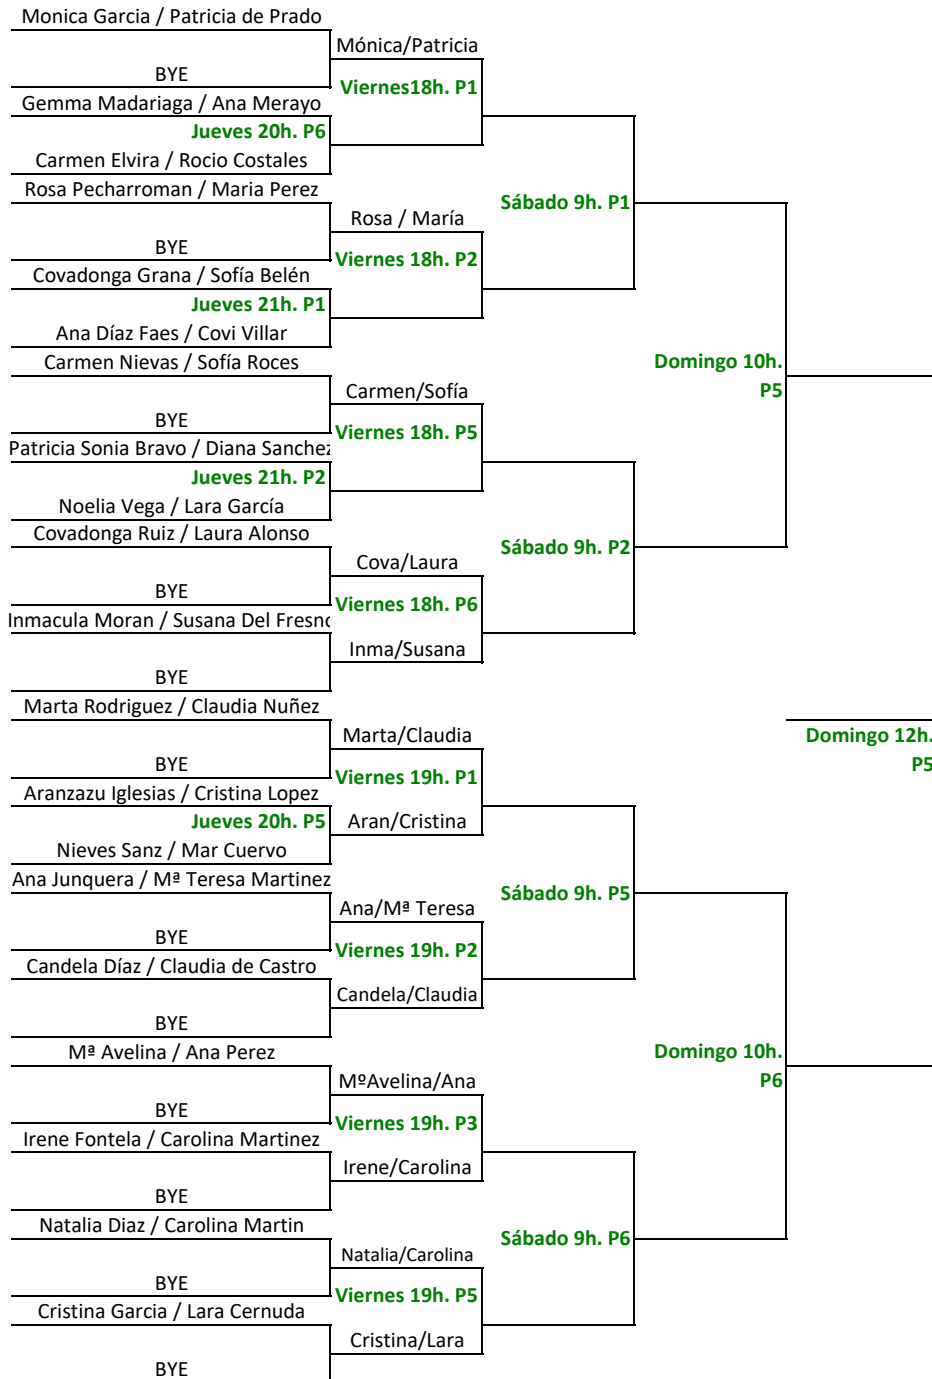 Monica Garcia / Patricia de Prado
Mónica/Patricia
BYE
Viernes18h. P1
Gemma Madariaga / Ana Merayo
Jueves 20h. P6
Carmen Elvira / Rocio Costales
Rosa Pecharroman / Maria Perez
Sábado 9h. P1
Rosa / María
BYE
Viernes 18h. P2
Covadonga Grana / Sofía Belén
Jueves 21h. P1
Ana Díaz Faes / Covi Villar
Carmen Nievas / Sofía Roces
Domingo 10h.
P5
Carmen/Sofía
BYE
Viernes 18h. P5
Patricia Sonia Bravo / Diana Sanchez
Jueves 21h. P2
Noelia Vega / Lara García
Covadonga Ruiz / Laura Alonso
Sábado 9h. P2
Cova/Laura
BYE
Viernes 18h. P6
Inmacula Moran / Susana Del Fresno
Inma/Susana
BYE
Marta Rodriguez / Claudia Nuñez
Marta/Claudia
Domingo 12h.
P5
BYE
Viernes 19h. P1
Aranzazu Iglesias / Cristina Lopez
Jueves 20h. P5
Aran/Cristina
Nieves Sanz / Mar Cuervo
Ana Junquera / Mª Teresa Martinez
Sábado 9h. P5
Ana/Mª Teresa
BYE
Viernes 19h. P2
Candela Díaz / Claudia de Castro
Candela/Claudia
BYE
Mª Avelina / Ana Perez
Domingo 10h.
P6
MºAvelina/Ana
BYE
Viernes 19h. P3
Irene Fontela / Carolina Martinez
Irene/Carolina
BYE
Natalia Diaz / Carolina Martin
Sábado 9h. P6
Natalia/Carolina
BYE
Viernes 19h. P5
Cristina Garcia / Lara Cernuda
Cristina/Lara
BYE